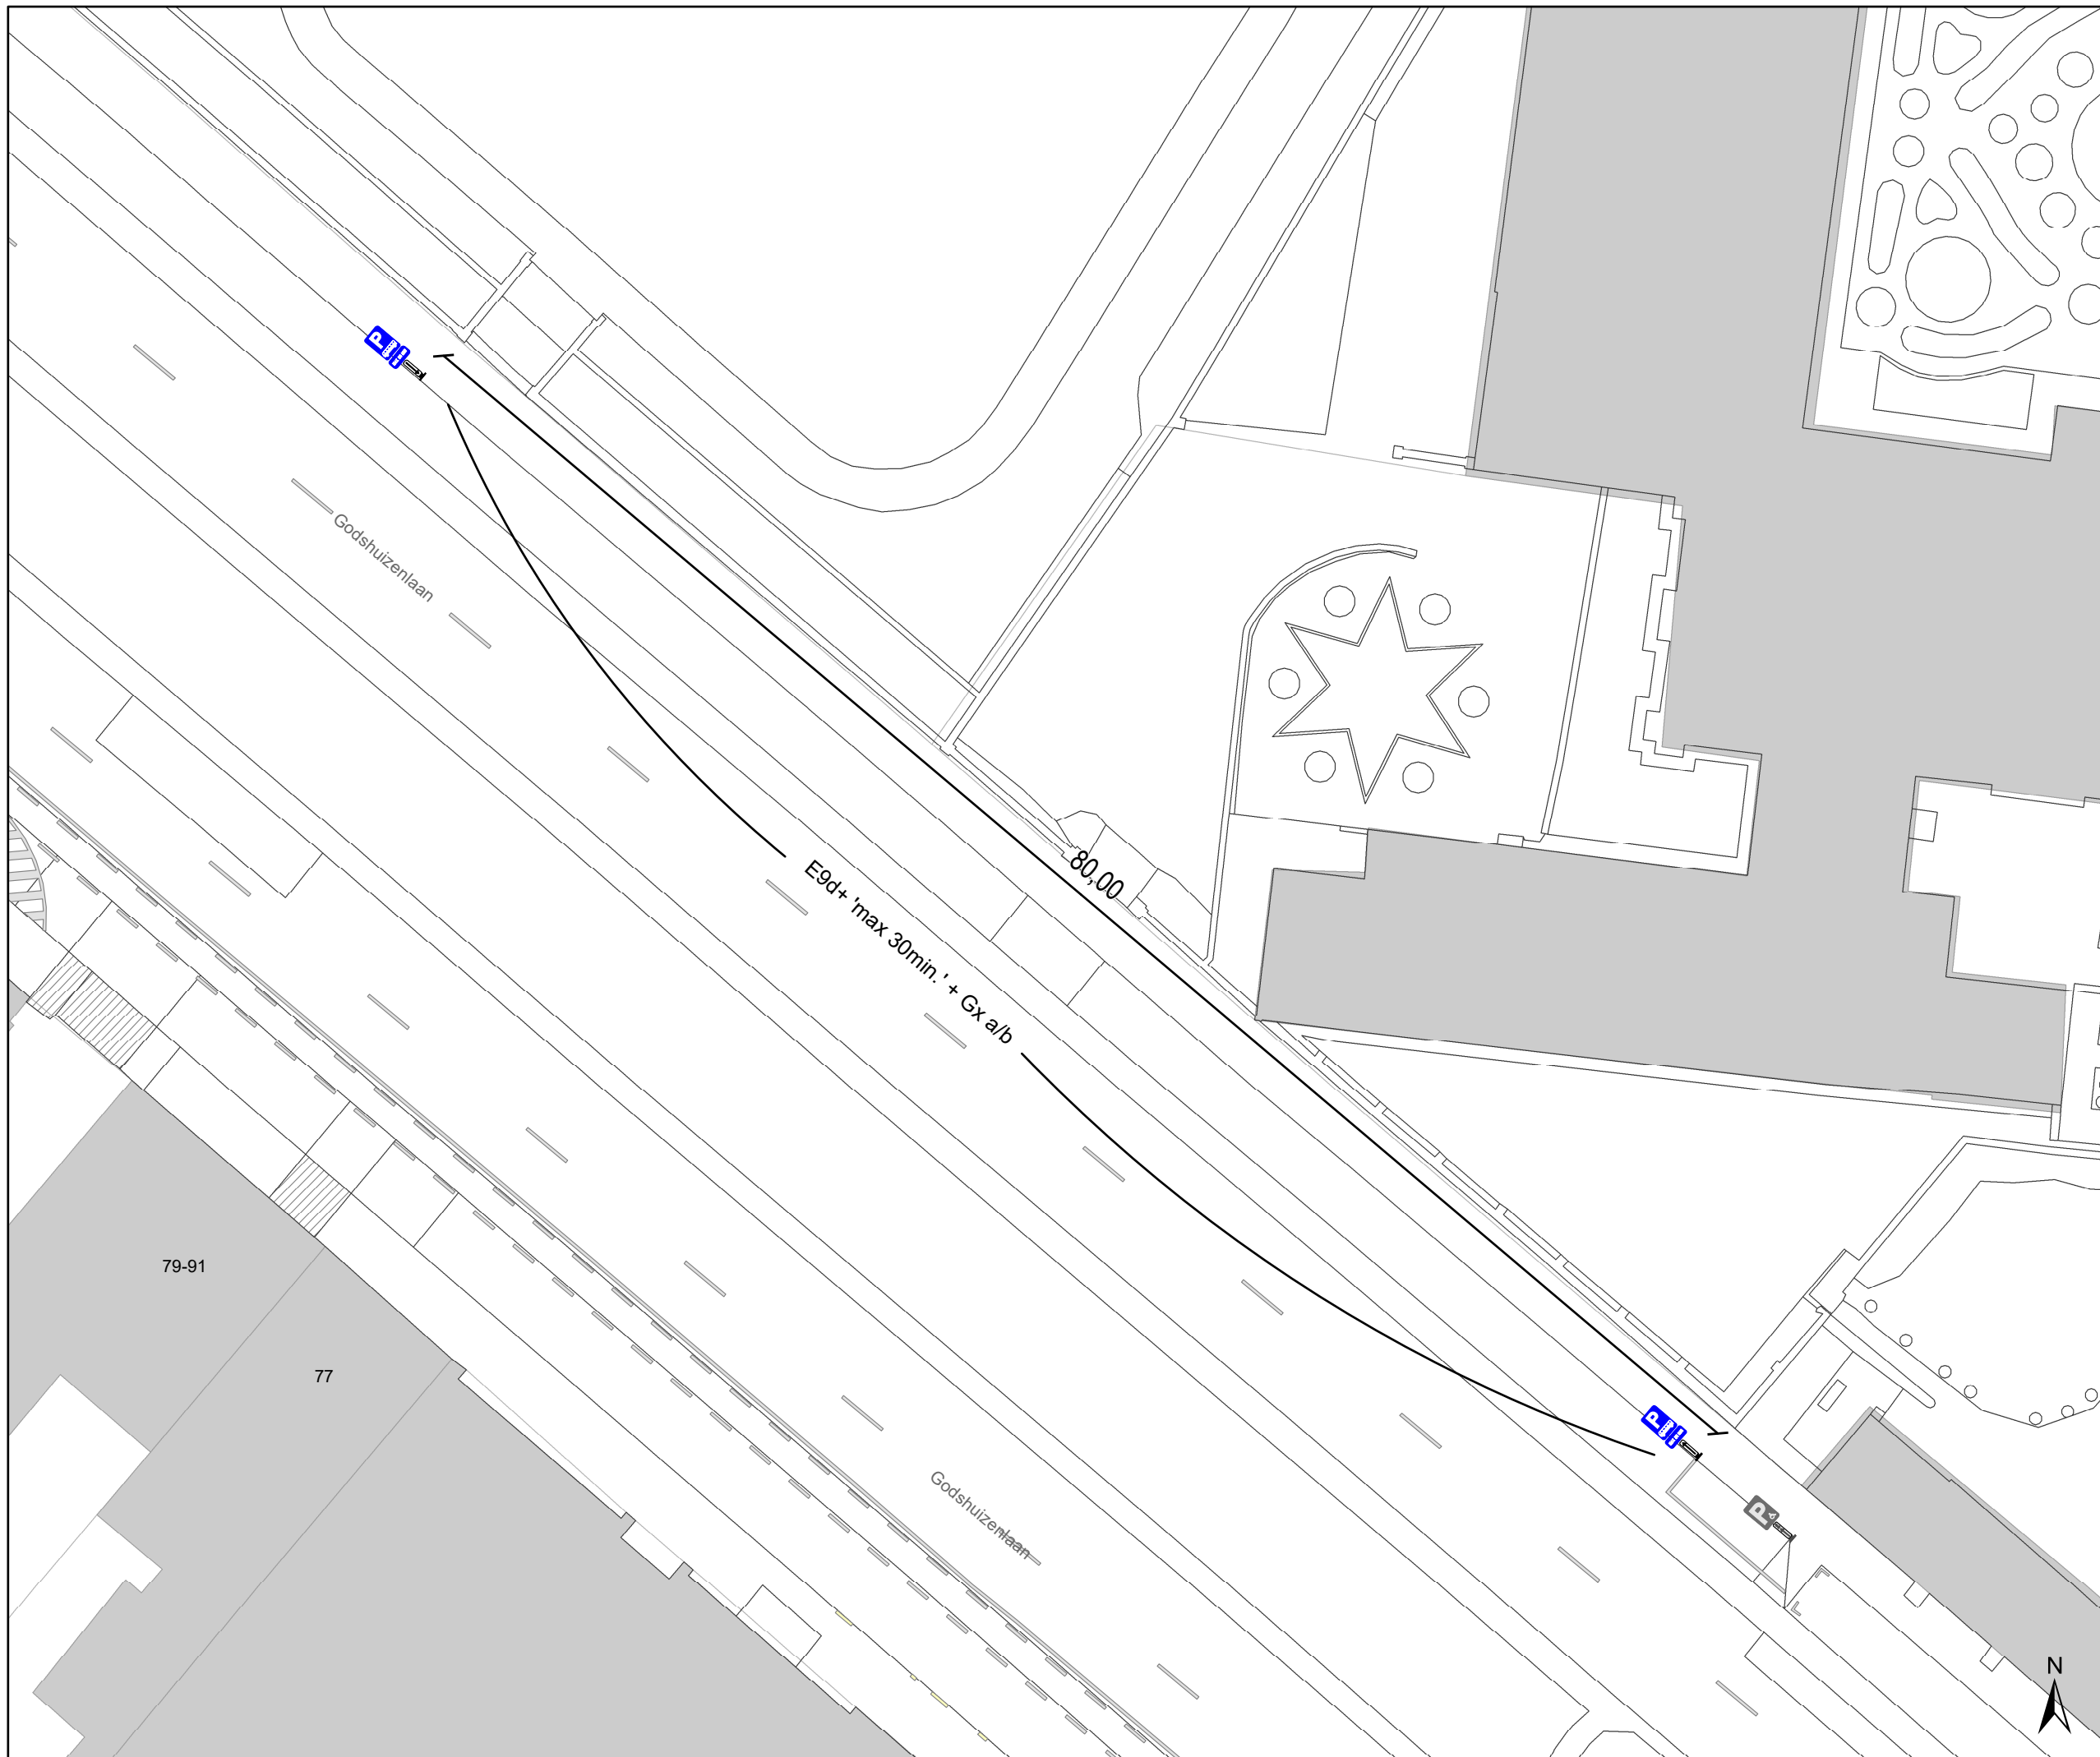 P
Godshuizenlaan
80,00
E9d+ 'max 30min. ' + Gx a/b
79-91
77
P
Godshuizenlaan
P
N